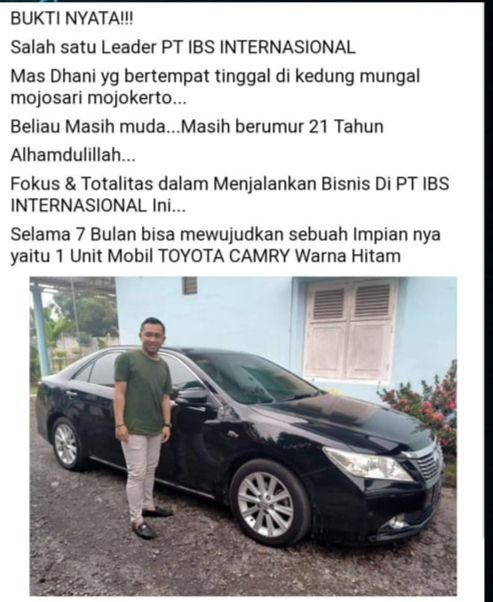 BUKTI NYATA!!!
Salah satu Leader PT IBS INTERNASIONAL
Mas Dhani yg bertempat tinggal di kedung mungal
mojosari mojokerto...
Beliau Masih muda...Masih berumur 21 Tahun
Alhamdulillah...
Fokus & Totalitas dalam Menjalankan Bisnis Di PT IBS
INTERNASIONAL Ini...
Selama 7 Bulan bisa mewujudkan sebuah Impian nya
yaitu 1 Unit Mobil TOYOTA CAMRY Warna Hitam